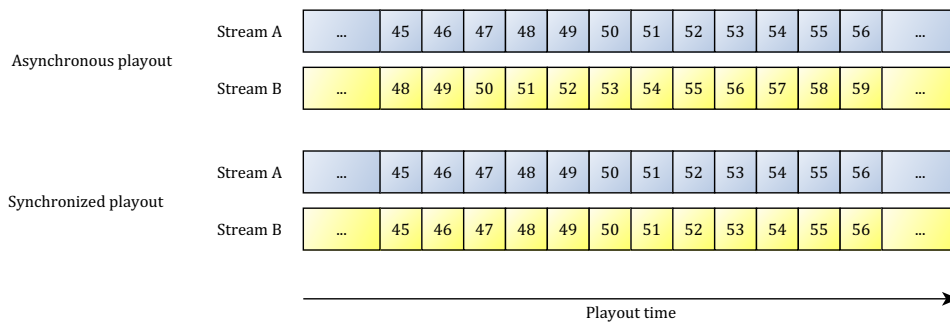 Stream A ... 45 46 47 48 49 50 51 52 53 54 55 56 ...
Asynchronous playout
Stream B ... 48 49 50 51 52 53 54 55 56 57 58 59 ...
Stream A ... 45 46 47 48 49 50 51 52 53 54 55 56 ...
Synchronized playout
Stream B ... 45 46 47 48 49 50 51 52 53 54 55 56 ...
Playout time